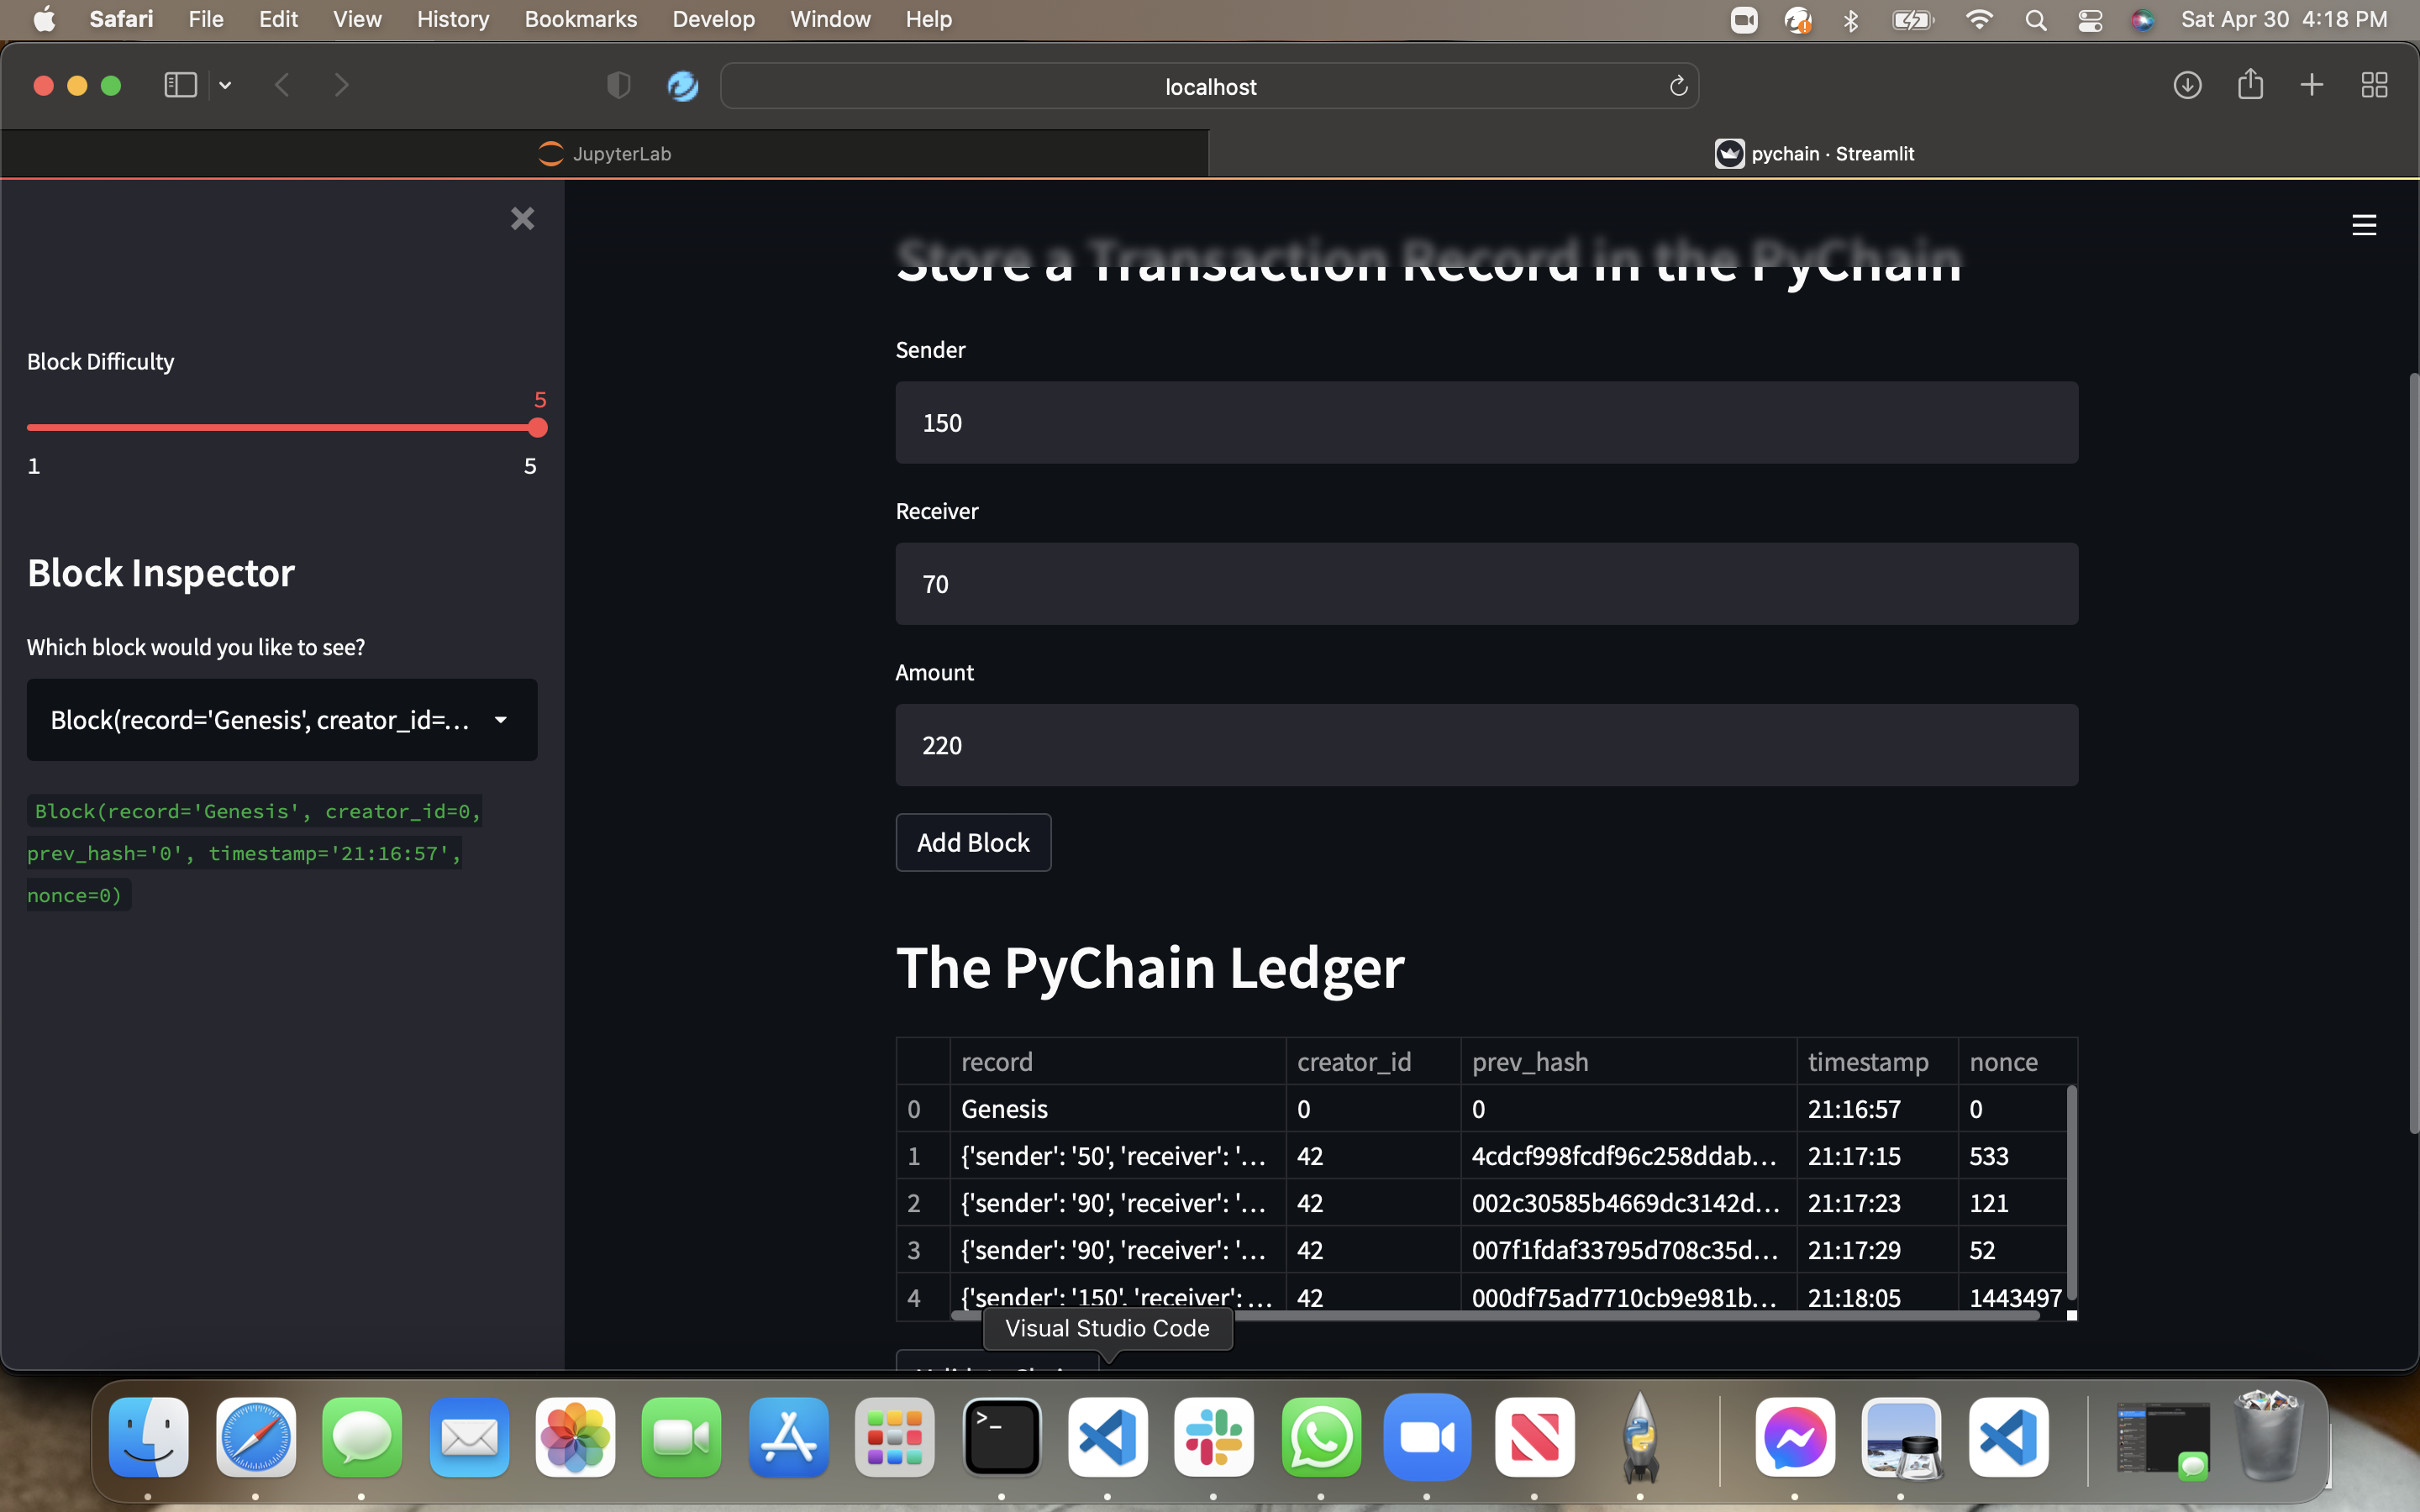 Safari File Edit View History Bookmarks Develop Window Help Sat Apr 30 4:18 PM
localhost
JupyterLab
pychain · Streamlit
Block Difficulty
5
1 5
Block Inspector
Which block would you like to see?
Block(record='Genesis', creator_id=...
Block(record='Genesis', creator_id=0,
prev_hash='0', timestamp='21:16:57',
nonce=0)
Store a Transaction Record in the PyChain
Sender
150
Receiver
70
Amount
220
Add Block
The PyChain Ledger
record creator_id prev_hash timestamp nonce
0 Genesis 0 0 21:16:57 0
1 {'sender': '50', 'receiver': '... 42 4cdcf998fcdf96c258ddab... 21:17:15 533
2 {'sender': '90', 'receiver': '... 42 002c30585b4669dc3142d... 21:17:23 121
3 {'sender': '90', 'receiver': '... 42 007f1fdaf33795d708c35d... 21:17:29 52
4 {'sender': '150', 'receiver': ... 42 000df75ad7710cb9e981b... 21:18:05 1443497
Visual Studio Code
>_